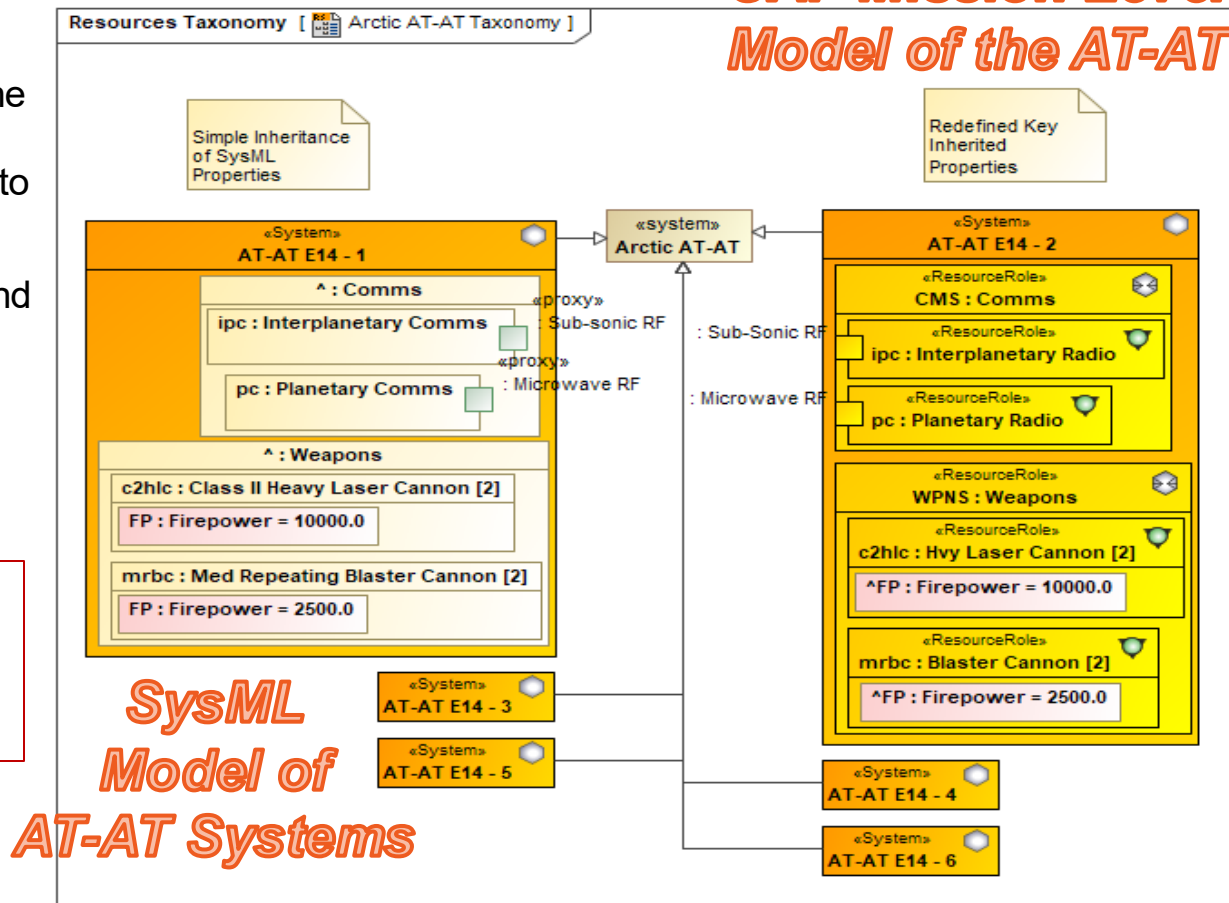 Resources Taxonomy [ Arctic AT-AT Taxonomy ]
Model of the AT-AT
to
Simple Inheritance
of SysML
Properties
Redefined Key
Inherited
Properties
«System»
AT-AT E14 - 1
^ : Comms
ipc : Interplanetary Comms
«proxy»
: Sub-sonic RF
pc : Planetary Comms
«proxy»
: Microwave RF
^ : Weapons
c2hlc : Class II Heavy Laser Cannon [2]
FP : Firepower = 10000.0
mrbc : Med Repeating Blaster Cannon [2]
FP : Firepower = 2500.0
«system»
Arctic AT-AT
«System»
AT-AT E14 - 2
«ResourceRole»
CMS : Comms
: Sub-Sonic RF
«ResourceRole»
ipc : Interplanetary Radio
: Microwave RF
«ResourceRole»
pc : Planetary Radio
«ResourceRole»
WPNS : Weapons
«ResourceRole»
c2hlc : Hvy Laser Cannon [2]
^FP : Firepower = 10000.0
«ResourceRole»
mrbc : Blaster Cannon [2]
^FP : Firepower = 2500.0
SysML
Model of
AT-AT Systems
«System»
AT-AT E14 - 3
«System»
AT-AT E14 - 5
«System»
AT-AT E14 - 4
«System»
AT-AT E14 - 6